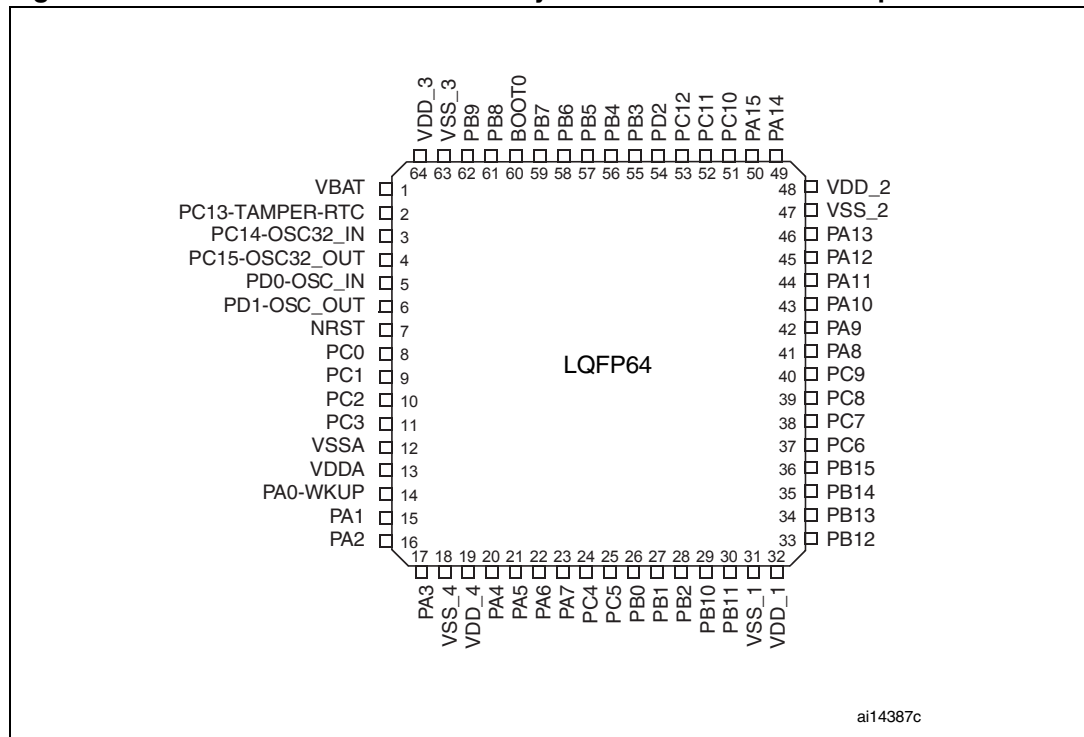 VDD_3
VSS_3
PB9
PB8
BOOT0
PB7
PB6
PB5
PB4
PB3
PD2
PC12
PC11
PC10
PA15
PA14
64 63 62 61 60 59 58 57 56 55 54 53 52 51 50 49
VBAT 1
PC13-TAMPER-RTC 2
PC14-OSC32_IN 3
PC15-OSC32_OUT 4
PD0-OSC_IN 5
PD1-OSC_OUT 6
NRST 7
PC0 8
PC1 9
PC2 10
PC3 11
VSSA 12
VDDA 13
PA0-WKUP 14
PA1 15
PA2 16
LQFP64
48 VDD_2
47 VSS_2
46 PA13
45 PA12
44 PA11
43 PA10
42 PA9
41 PA8
40 PC9
39 PC8
38 PC7
37 PC6
36 PB15
35 PB14
34 PB13
33 PB12
17 18 19 20 21 22 23 24 25 26 27 28 29 30 31 32
PA3
VSS_4
VDD_4
PA4
PA5
PA6
PA7
PC4
PC5
PB0
PB1
PB2
PB10
PB11
VSS_1
VDD_1
ai14387c